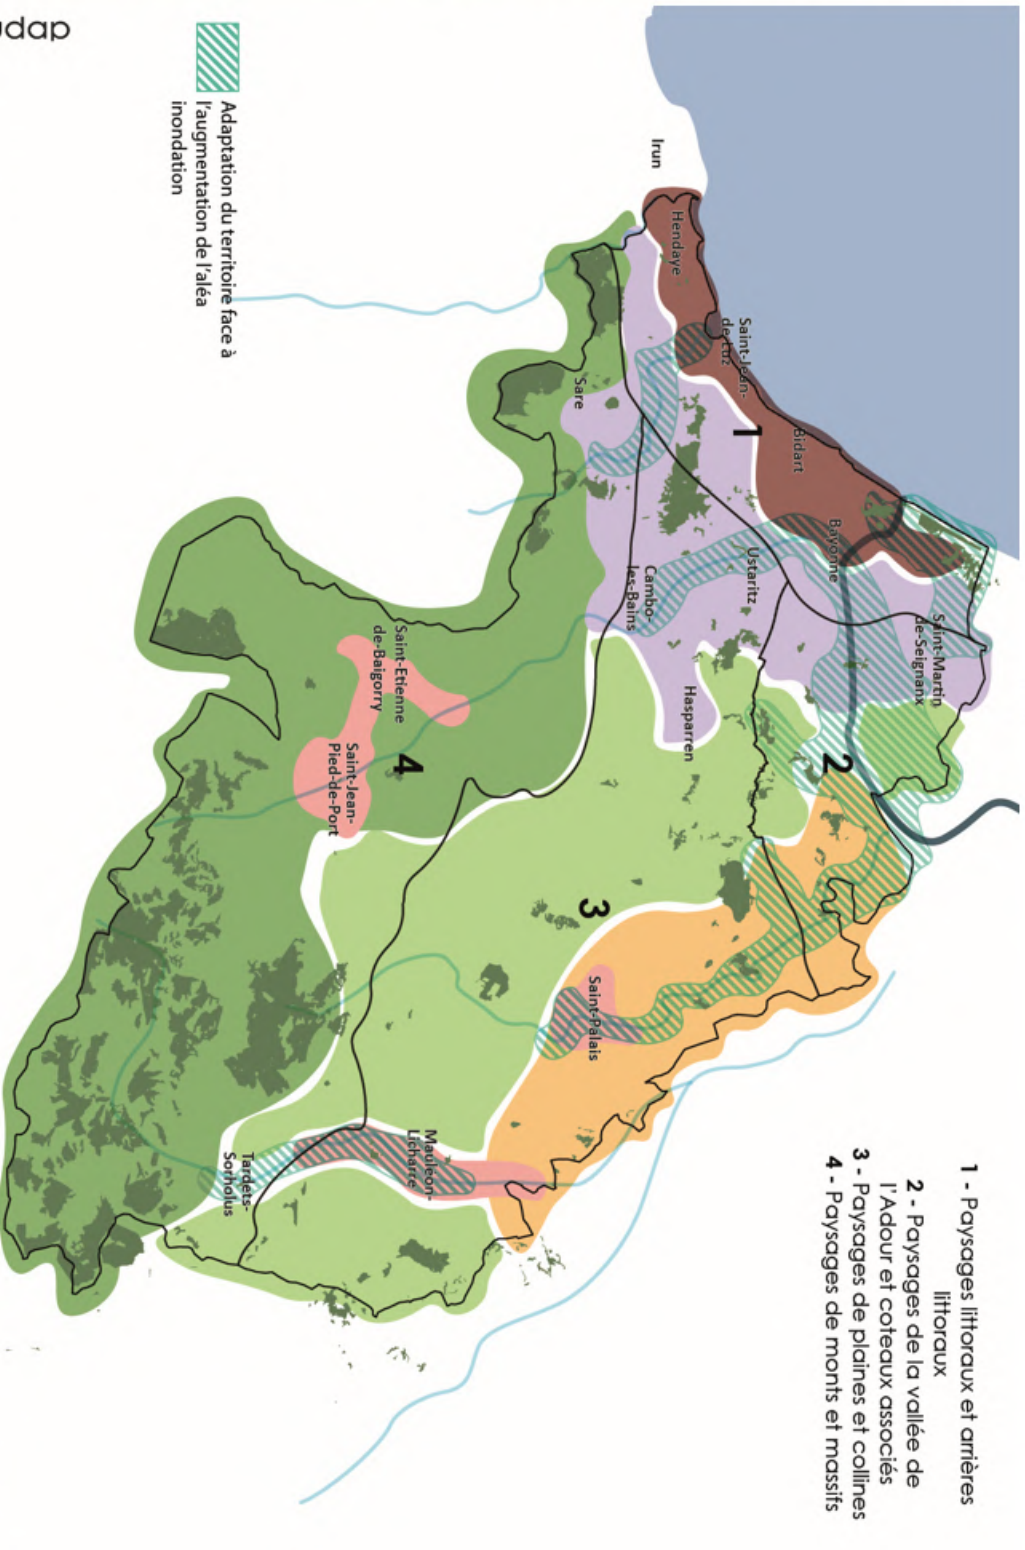 1 - Paysages littoraux et arrières
littoraux
2 - Paysages de la vallée de
l'Adour et coteaux associés
3 - Paysages de plaines et collines
4 - Paysages de monts et massifs
Saint-Martin
de-Seignanx
Bayonne
Bidart
Saint-Jean-
de-Luz
Hendaye
Irun
1
2
Ustaritz
Cambo-
les-Bains
Hasparren
Sare
3
Saint-Palais
4
Saint-Etienne
de-Baigorry
Saint-Jean-
Pied-de-Port
Mauléon-
Licharre
Tardets-
Sorholus
Adaptation du territoire face à
l'augmentation de l'aléa
inondation